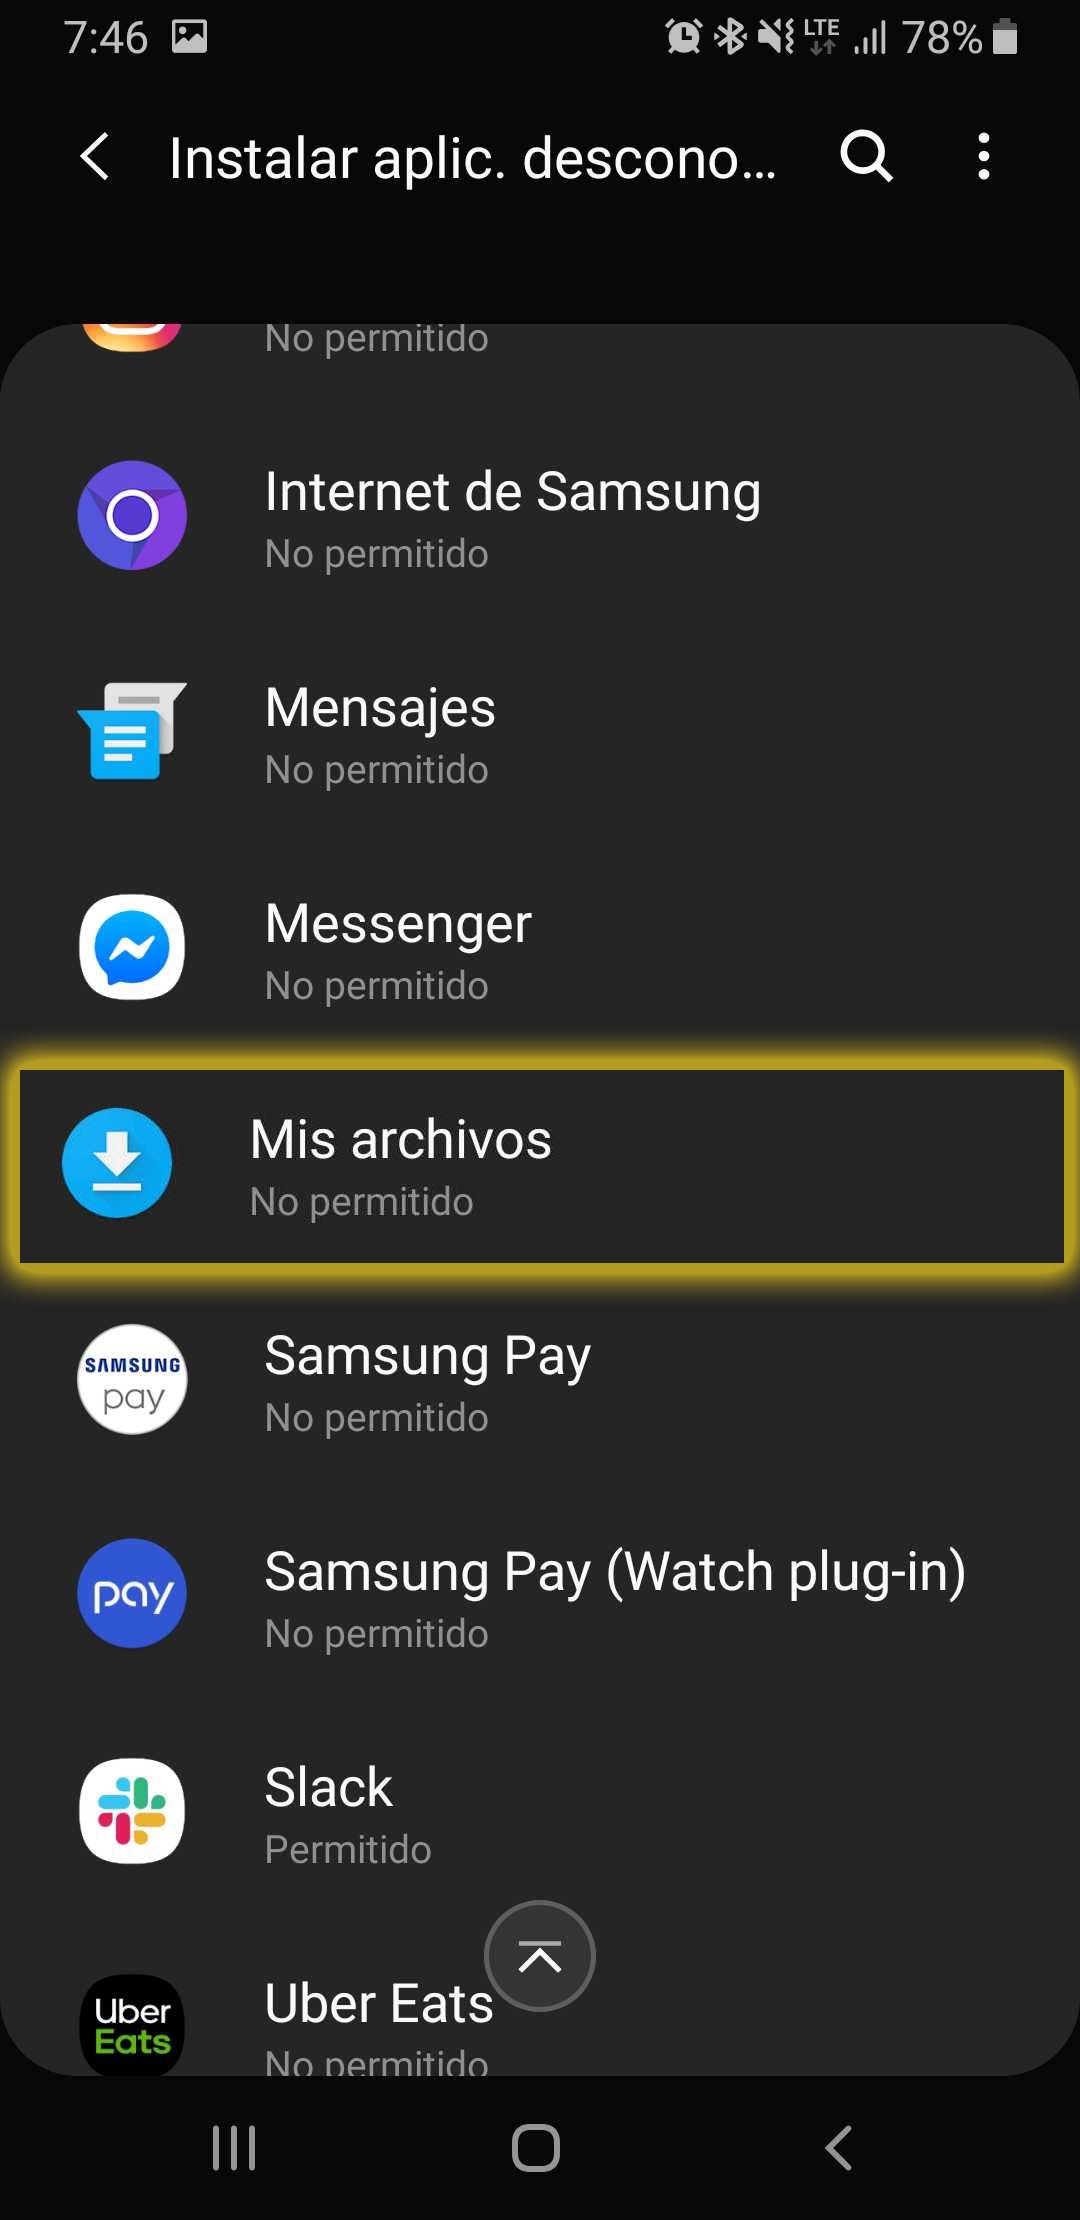 7:46
LTE
78%
Instalar aplic. descono...
No permitido
Internet de Samsung
No permitido
Mensajes
No permitido
Messenger
No permitido
Mis archivos
No permitido
SAMSUNG
pay
Samsung Pay
No permitido
pay
Samsung Pay (Watch plug-in)
No permitido
Slack
Permitido
Uber
Eats
Uber Eats
No permitido